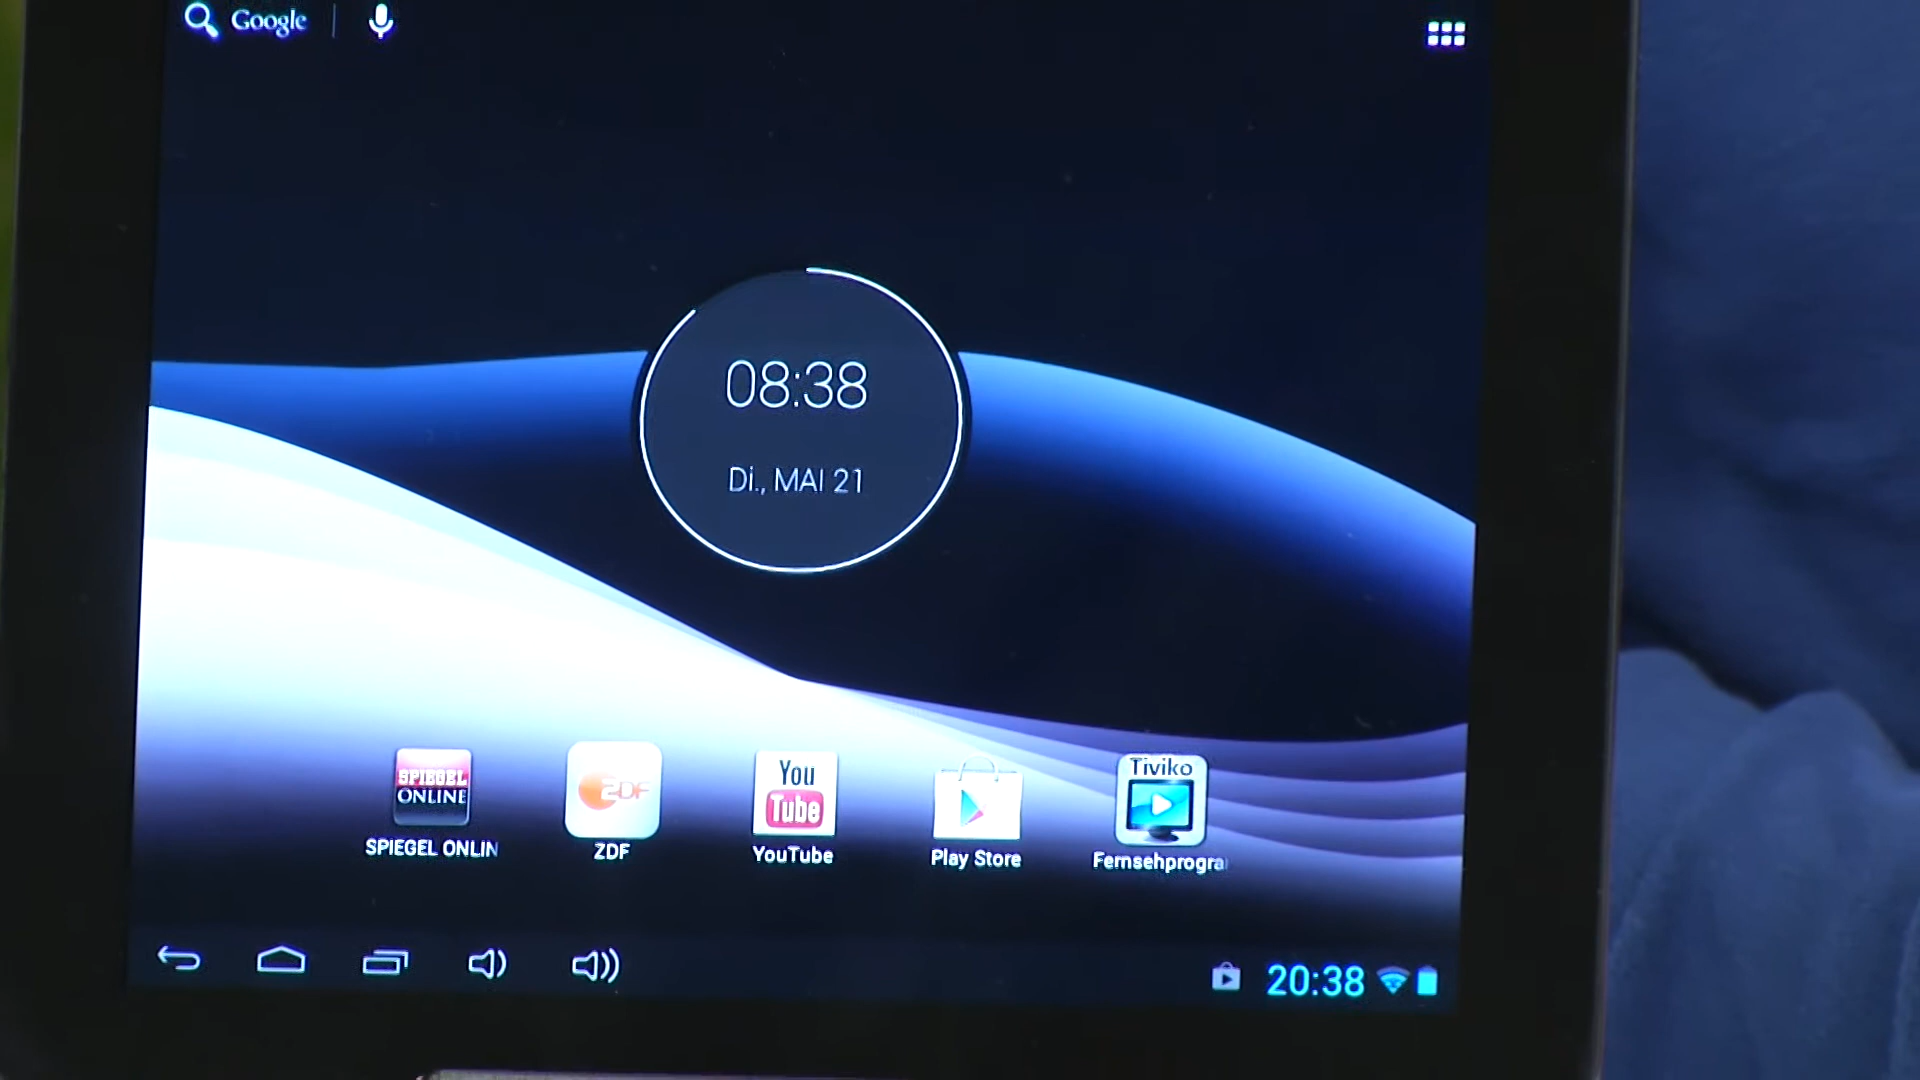 Google
08:38
Di., MAI 21
SPIEGEL
ONLINE
ZDF
You
Tube
Tiviko
SPIEGEL ONLIN
ZDF
YouTube
Play Store
Fernsehprogra
20:38